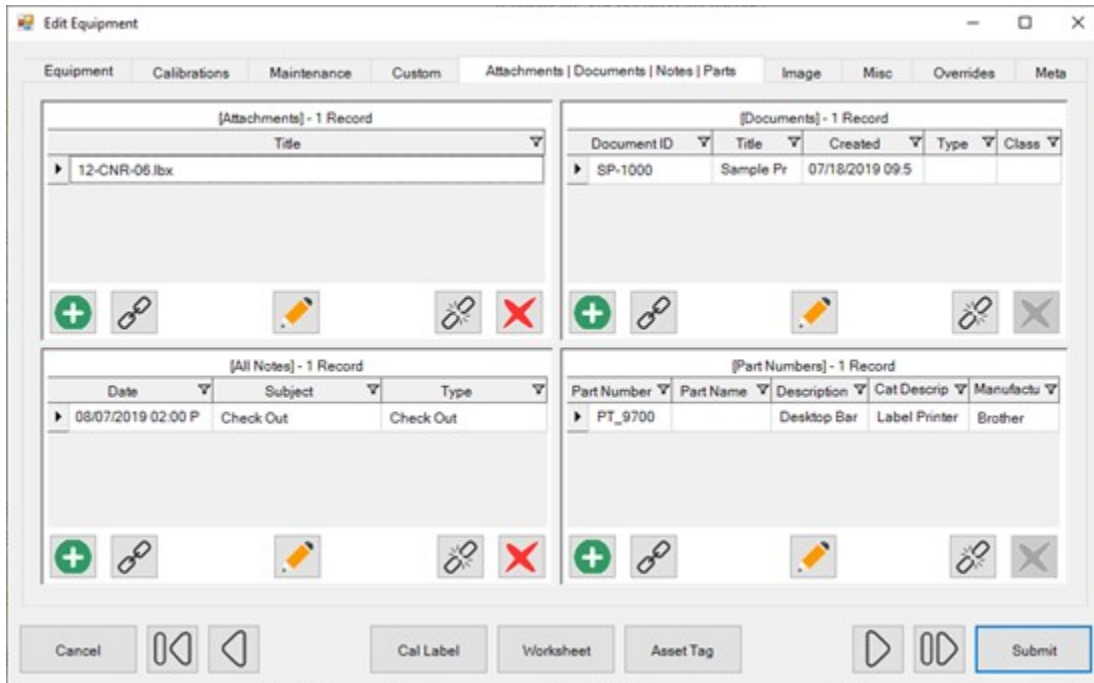 Edit Equipment
Equipment Calibrations Maintenance Custom Attachments | Documents | Notes | Parts Image Misc Overrides Meta
[Attachments] - 1 Record
Title
12-CNR-06.lbx
[Documents] - 1 Record
Document ID Title Created Type Class
SP-1000 Sample Pr 07/18/2019 09:5
[All Notes] - 1 Record
Date Subject Type
08/07/2019 02:00 P Check Out Check Out
[Part Numbers] - 1 Record
Part Number Part Name Description Cat Descrip Manufactu
PT_9700 Desktop Bar Label Printer Brother
Cancel Cal Label Worksheet Asset Tag Submit